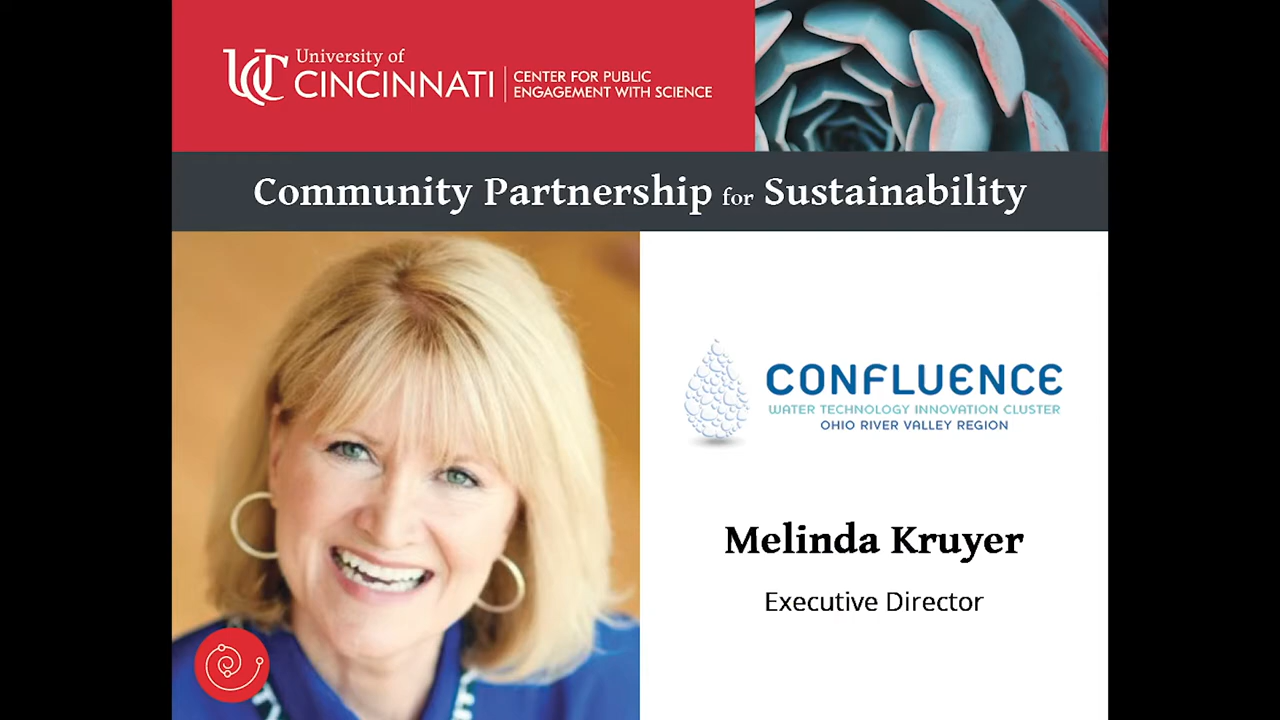 UC University of
CINCINNATI
CENTER FOR PUBLIC
ENGAGEMENT WITH SCIENCE
Community Partnership for Sustainability
CONFLUENCE
WATER TECHNOLOGY INNOVATION CLUSTER
OHIO RIVER VALLEY REGION
Melinda Kruyer
Executive Director